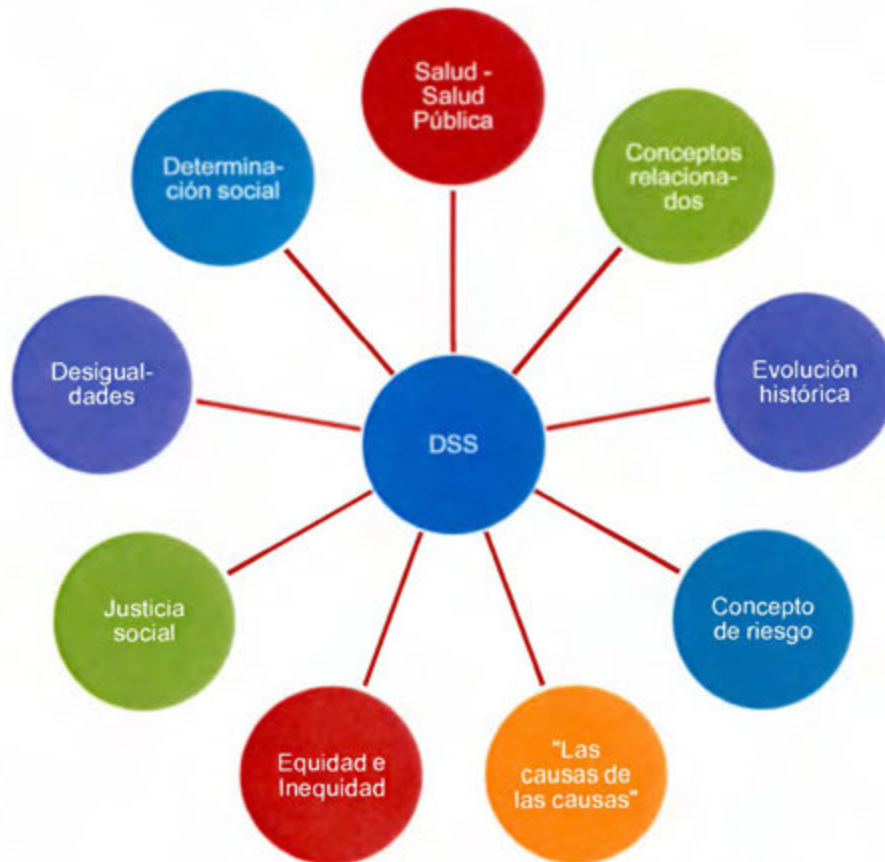 Salud -
Salud
Pública
Conceptos
relaciona-
dos
Evolución
histórica
Concepto
de riesgo
"Las
causas de
las causas"
Equidad e
Inequidad
Justicia
social
Desigual-
dades
Determina-
ción social
DSS